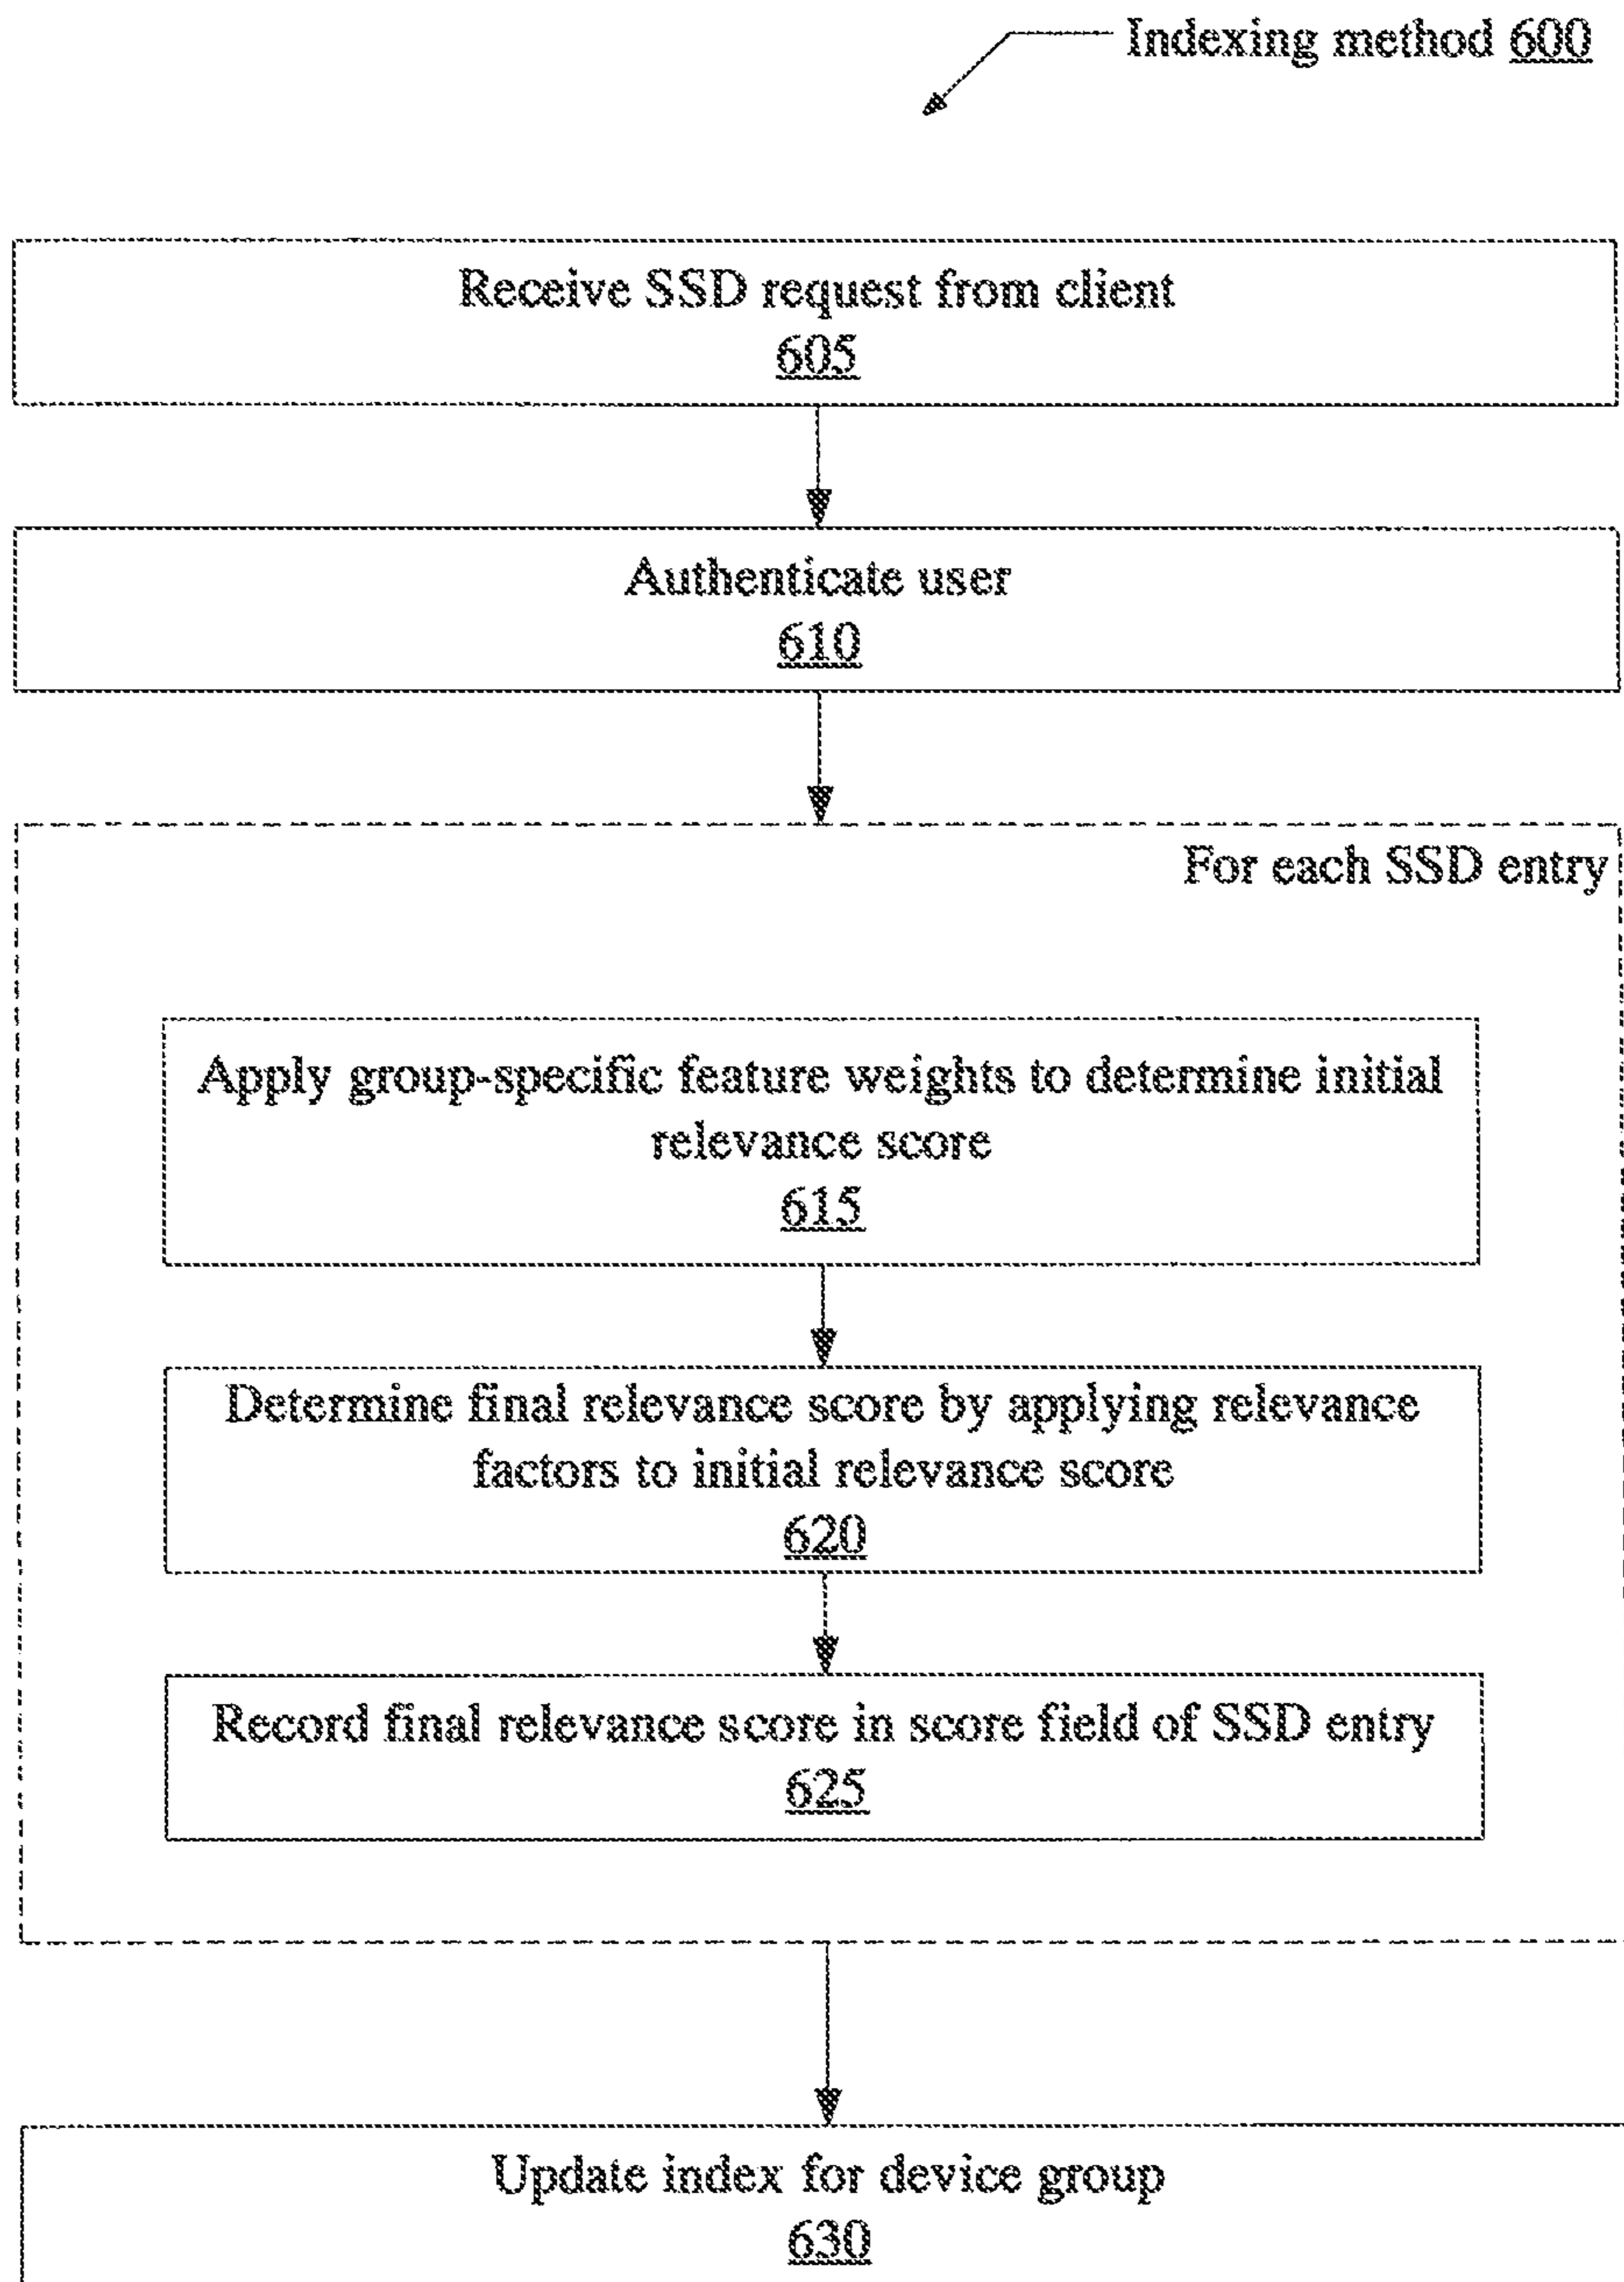 Indexing method 600
Receive SSD request from client
605
Authenticate user
610
For each SSD entry
Apply group-specific feature weights to determine initial
relevance score
615
Determine final relevance score by applying relevance
factors to initial relevance score
620
Record final relevance score in score field of SSD entry
625
Update index for device group
630